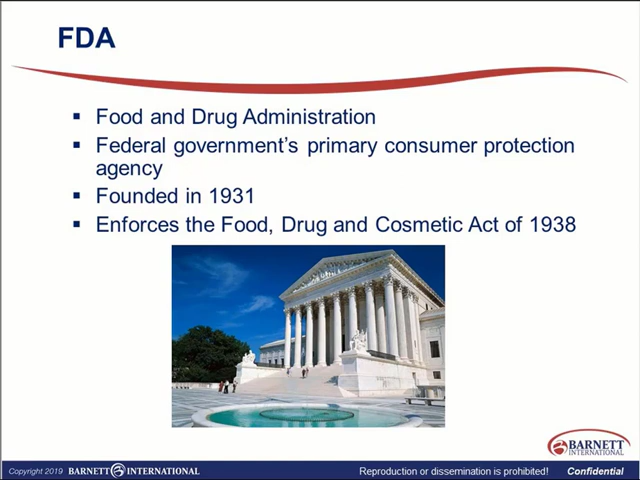 FDA
▪ Food and Drug Administration
▪ Federal government’s primary consumer protection
agency
▪ Founded in 1931
▪ Enforces the Food, Drug and Cosmetic Act of 1938
BARNETT
INTERNATIONAL
Copyright 2019 BARNETT INTERNATIONAL Reproduction or dissemination is prohibited! Confidential